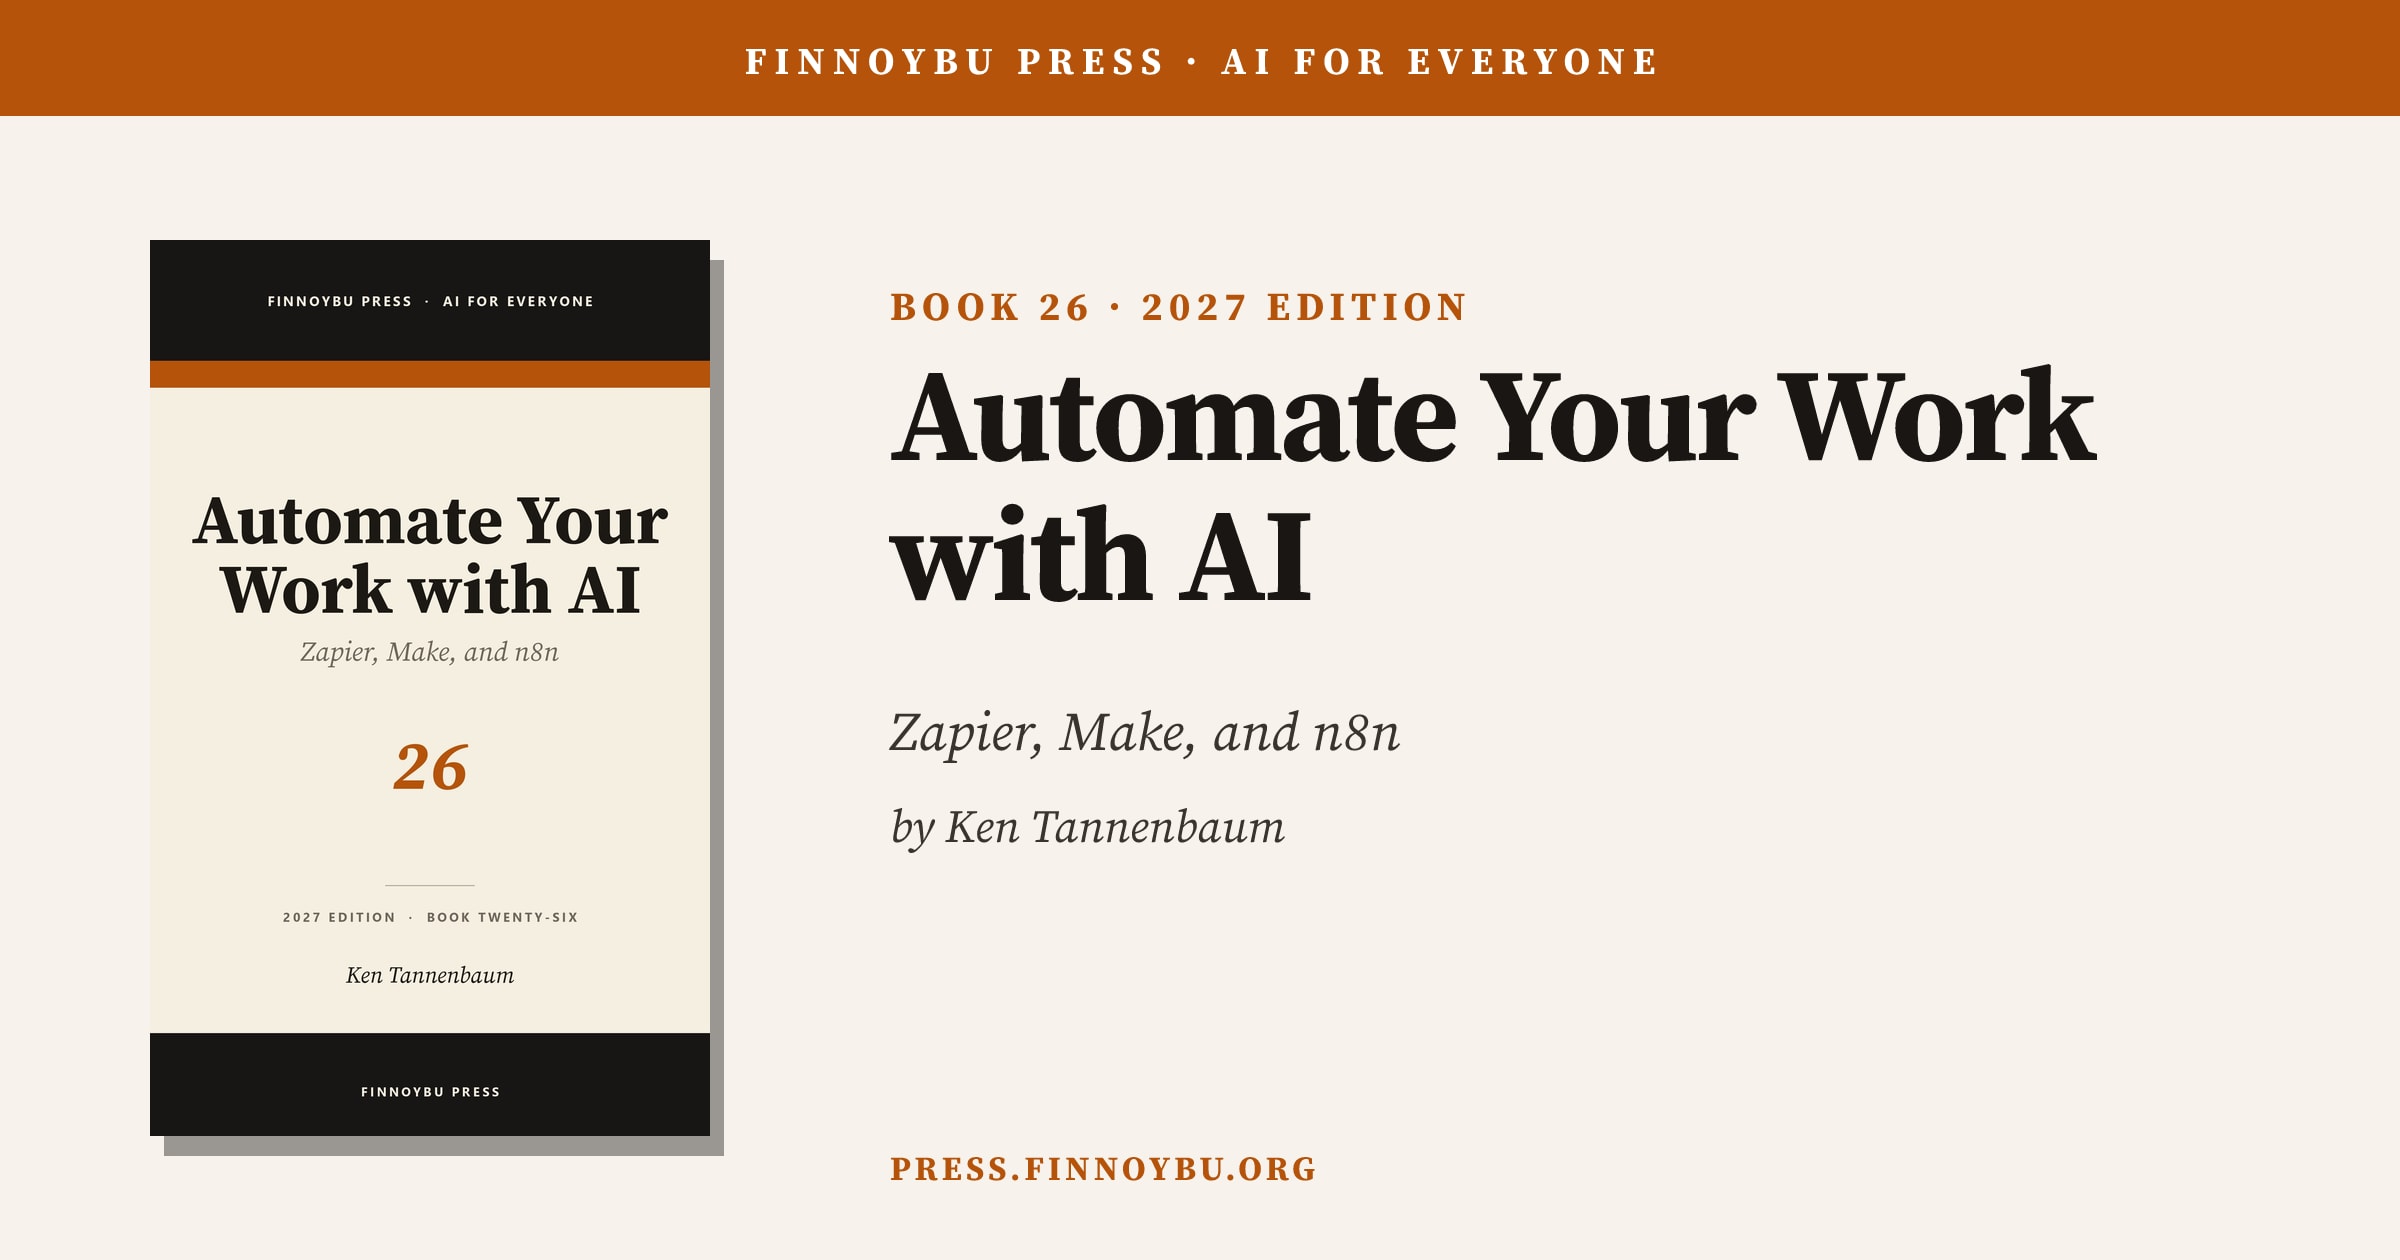 FINNOYBU PRESS · AI FOR EVERYONE
FINNOYBU PRESS · AI FOR EVERYONE
Automate Your
Work with AI
Zapier, Make, and n8n
26
2027 EDITION · BOOK TWENTY-SIX
Ken Tannenbaum
FINNOYBU PRESS
BOOK 26 · 2027 EDITION
Automate Your Work
with AI
Zapier, Make, and n8n
by Ken Tannenbaum
PRESS.FINNOYBU.ORG